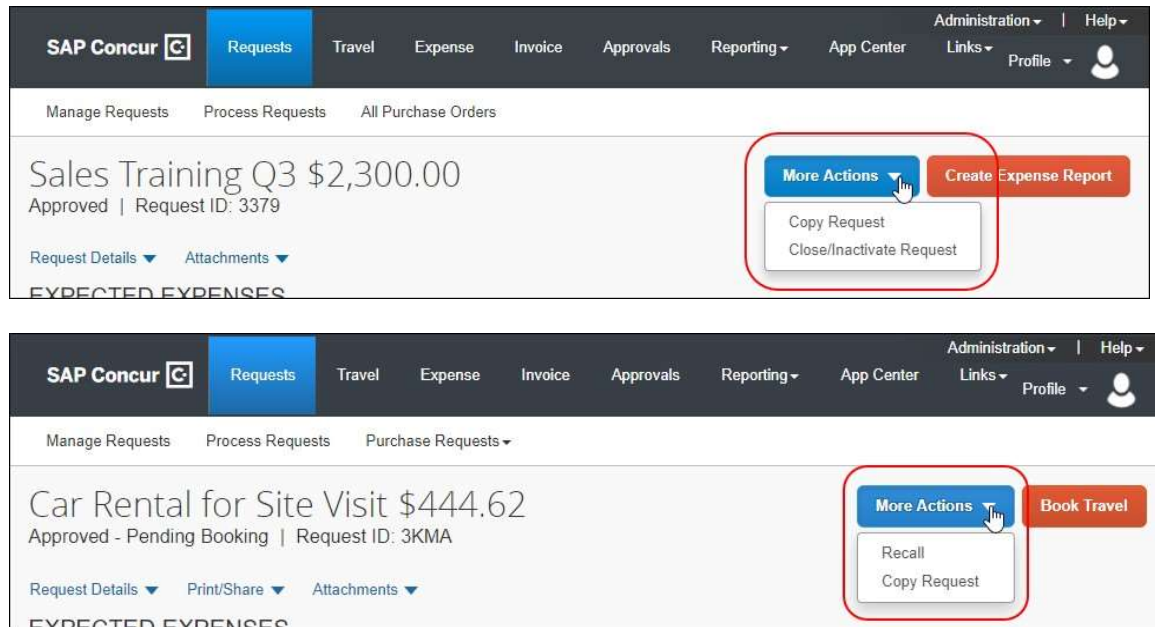 Administration | Help
SAP Concur C Requests Travel Expense Invoice Approvals Reporting App Center Links Profile
Manage Requests Process Requests All Purchase Orders
Sales Training Q3 $2,300.00
More Actions Create Expense Report
Approved | Request ID: 3379
Copy Request
Close/Inactivate Request
Request Details Attachments
EXPECTED EXPENSES
Administration | Help
SAP Concur C Requests Travel Expense Invoice Approvals Reporting App Center Links Profile
Manage Requests Process Requests Purchase Requests
Car Rental for Site Visit $444.62
More Actions Book Travel
Approved - Pending Booking | Request ID: 3KMA
Recall
Copy Request
Request Details Print/Share Attachments
EXPECTED EXPENSES